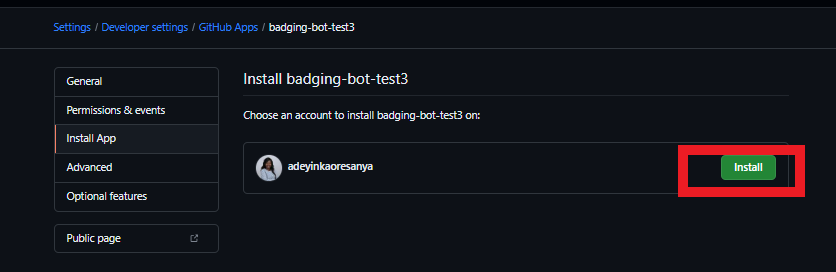 Settings / Developer settings / GitHub Apps / badging-bot-test3
General
Permissions & events
Install App
Advanced
Optional features
Public page
Install badging-bot-test3
Choose an account to install badging-bot-test3 on:
adeyinkaoresanya
Install